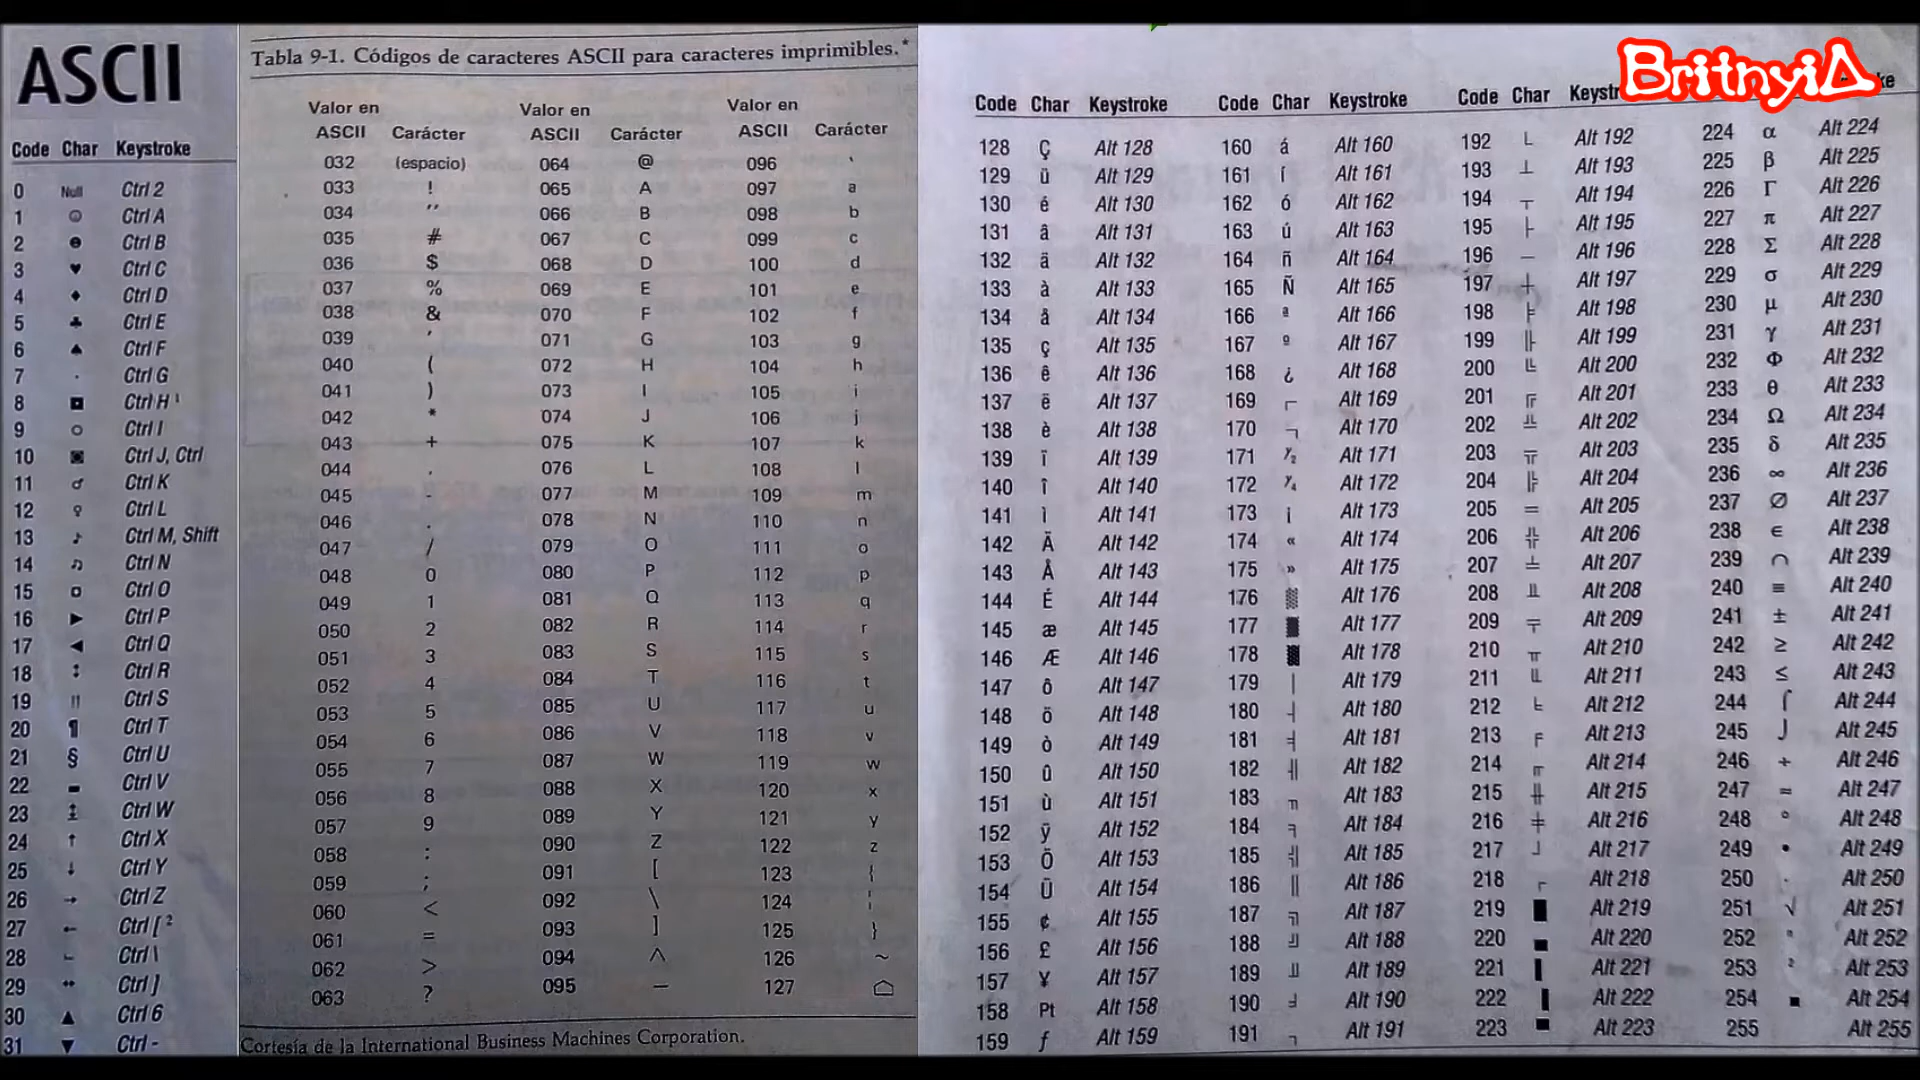 ASCII
Code Char Keystroke
0 Null Ctrl 2
1 ☺ Ctrl A
2 ☻ Ctrl B
3 ♥ Ctrl C
4 ♦ Ctrl D
5 ♣ Ctrl E
6 ♠ Ctrl F
7 · Ctrl G
8 ◘ Ctrl H ¹
9 ○ Ctrl I
10 ◙ Ctrl J, Ctrl
11 ♂ Ctrl K
12 ♀ Ctrl L
13 ♪ Ctrl M, Shift
14 ♫ Ctrl N
15 ¤ Ctrl O
16 ► Ctrl P
17 ◄ Ctrl Q
18 ↕ Ctrl R
19 ‼ Ctrl S
20 ¶ Ctrl T
21 § Ctrl U
22 ▬ Ctrl V
23 ↨ Ctrl W
24 ↑ Ctrl X
25 ↓ Ctrl Y
26 → Ctrl Z
27 ← Ctrl [ ²
28 ∟ Ctrl \
29 ↔ Ctrl ]
30 ▲ Ctrl 6
31 ▼ Ctrl -
Tabla 9-1. Códigos de caracteres ASCII para caracteres imprimibles.*
Valor en Valor en Valor en
ASCII Carácter ASCII Carácter ASCII Carácter
032 (espacio) 064 @ 096 `
033 ! 065 A 097 a
034 '' 066 B 098 b
035 # 067 C 099 c
036 $ 068 D 100 d
037 % 069 E 101 e
038 & 070 F 102 f
039 ' 071 G 103 g
040 ( 072 H 104 h
041 ) 073 I 105 i
042 * 074 J 106 j
043 + 075 K 107 k
044 , 076 L 108 l
045 - 077 M 109 m
046 . 078 N 110 n
047 / 079 O 111 o
048 0 080 P 112 p
049 1 081 Q 113 q
050 2 082 R 114 r
051 3 083 S 115 s
052 4 084 T 116 t
053 5 085 U 117 u
054 6 086 V 118 v
055 7 087 W 119 w
056 8 088 X 120 x
057 9 089 Y 121 y
058 : 090 Z 122 z
059 ; 091 [ 123 {
060 < 092 \ 124 ¦
061 = 093 ] 125 }
062 > 094 ^ 126 ~
063 ? 095 — 127 ⌂
Cortesía de la International Business Machines Corporation.
BritnyiΔ
Code Char Keystroke Code Char Keystroke Code Char Keystr
128 Ç Alt 128 160 á Alt 160 192 └ Alt 192 224 α Alt 224
129 ü Alt 129 161 í Alt 161 193 ┴ Alt 193 225 β Alt 225
130 é Alt 130 162 ó Alt 162 194 ┬ Alt 194 226 Γ Alt 226
131 â Alt 131 163 ú Alt 163 195 ├ Alt 195 227 π Alt 227
132 ä Alt 132 164 ñ Alt 164 196 ─ Alt 196 228 Σ Alt 228
133 à Alt 133 165 Ñ Alt 165 197 ┼ Alt 197 229 σ Alt 229
134 å Alt 134 166 ª Alt 166 198 ╞ Alt 198 230 µ Alt 230
135 ç Alt 135 167 º Alt 167 199 ╟ Alt 199 231 γ Alt 231
136 ê Alt 136 168 ¿ Alt 168 200 ╚ Alt 200 232 Φ Alt 232
137 ë Alt 137 169 ⌐ Alt 169 201 ╔ Alt 201 233 θ Alt 233
138 è Alt 138 170 ¬ Alt 170 202 ╩ Alt 202 234 Ω Alt 234
139 ï Alt 139 171 ½ Alt 171 203 ╦ Alt 203 235 δ Alt 235
140 î Alt 140 172 ¼ Alt 172 204 ╠ Alt 204 236 ∞ Alt 236
141 ì Alt 141 173 ¡ Alt 173 205 ═ Alt 205 237 Ø Alt 237
142 Ä Alt 142 174 « Alt 174 206 ╬ Alt 206 238 ∈ Alt 238
143 Å Alt 143 175 » Alt 175 207 ╧ Alt 207 239 ∩ Alt 239
144 É Alt 144 176 ░ Alt 176 208 ╨ Alt 208 240 ≡ Alt 240
145 æ Alt 145 177 ▒ Alt 177 209 ╤ Alt 209 241 ± Alt 241
146 Æ Alt 146 178 ▓ Alt 178 210 ╥ Alt 210 242 ≥ Alt 242
147 ô Alt 147 179 │ Alt 179 211 ╙ Alt 211 243 ≤ Alt 243
148 ö Alt 148 180 ┤ Alt 180 212 ╘ Alt 212 244 ⌠ Alt 244
149 ò Alt 149 181 ╡ Alt 181 213 ╒ Alt 213 245 ⌡ Alt 245
150 û Alt 150 182 ╢ Alt 182 214 ╓ Alt 214 246 + Alt 246
151 ù Alt 151 183 ╖ Alt 183 215 ╫ Alt 215 247 ≈ Alt 247
152 ÿ Alt 152 184 ╕ Alt 184 216 ╪ Alt 216 248 ° Alt 248
153 Ö Alt 153 185 ╣ Alt 185 217 ┘ Alt 217 249 • Alt 249
154 Ü Alt 154 186 ║ Alt 186 218 ┌ Alt 218 250 · Alt 250
155 ¢ Alt 155 187 ╗ Alt 187 219 █ Alt 219 251 √ Alt 251
156 £ Alt 156 188 ╝ Alt 188 220 ▄ Alt 220 252 ⁿ Alt 252
157 ¥ Alt 157 189 ╜ Alt 189 221 ▌ Alt 221 253 ² Alt 253
158 Pt Alt 158 190 ╛ Alt 190 222 ▐ Alt 222 254 ■ Alt 254
159 ƒ Alt 159 191 ┐ Alt 191 223 ▀ Alt 223 255 Alt 255